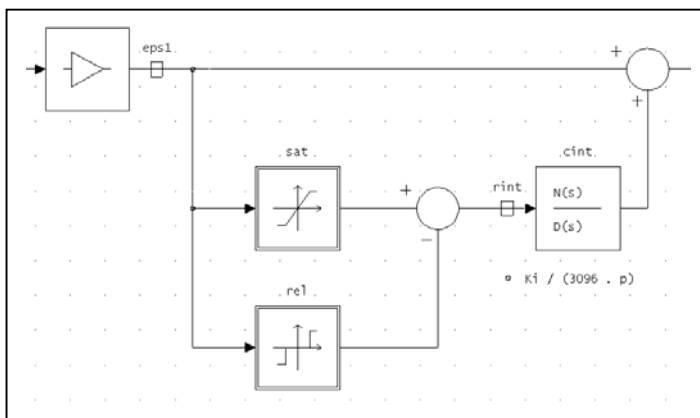 eps1
+
+
sat
cint
+
rint
N(s)
D(s)
−
Ki / (3096 . p)
rel